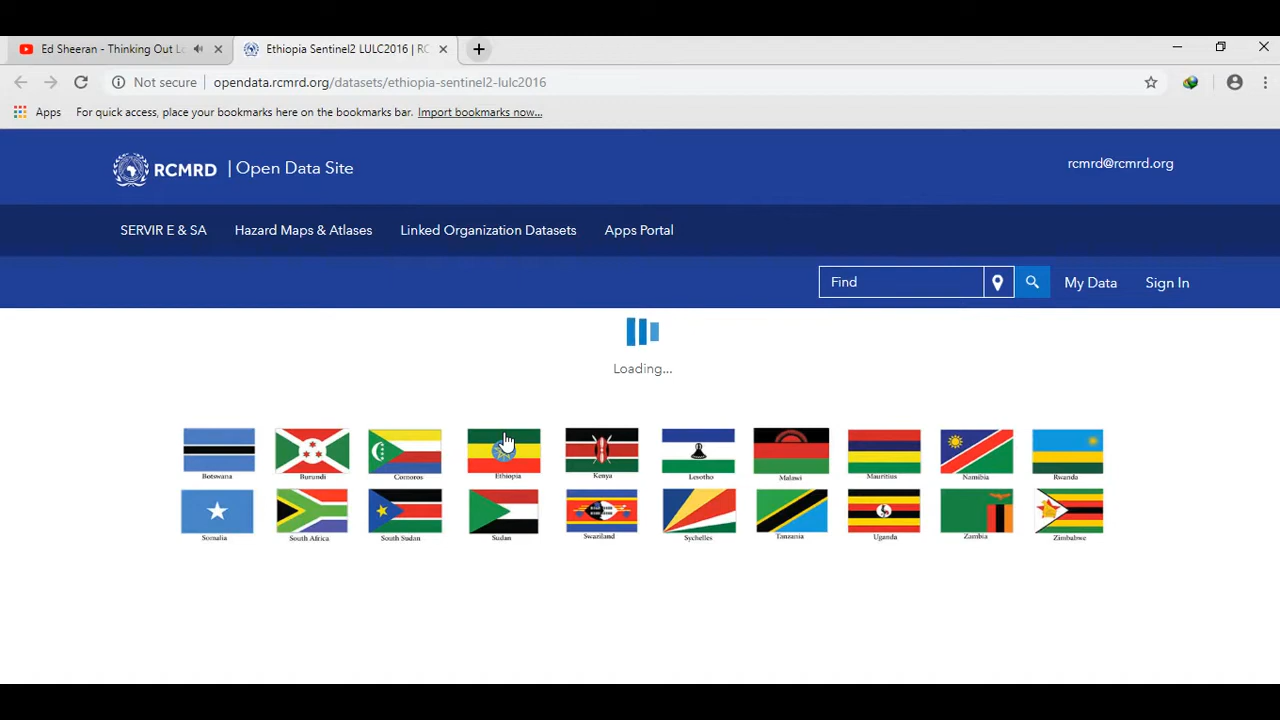 Ed Sheeran - Thinking Out Lo
Ethiopia Sentinel2 LULC2016 | RC
Not secure opendata.rcmrd.org/datasets/ethiopia-sentinel2-lulc2016
Apps For quick access, place your bookmarks here on the bookmarks bar. Import bookmarks now...
RCMRD | Open Data Site
rcmrd@rcmrd.org
SERVIR E & SA Hazard Maps & Atlases Linked Organization Datasets Apps Portal
Find My Data Sign In
Loading...
Botswana Burundi Comoros Ethiopia Kenya Lesotho Malawi Mauritius Namibia Rwanda
Somalia South Africa South Sudan Sudan Swaziland Sychelles Tanzania Uganda Zambia Zimbabwe